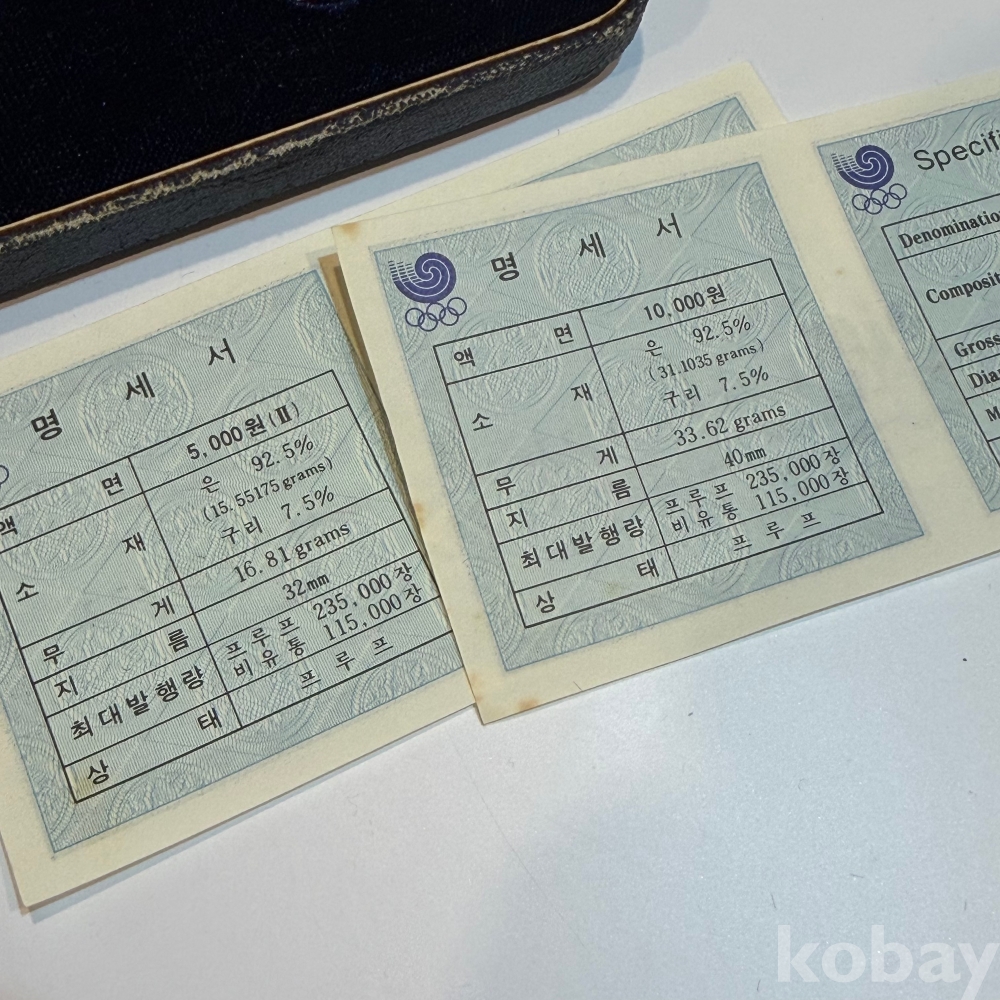 명 세 서
액 면 5,000원(Ⅱ)
소 재 은 92.5%
(15.55175 grams)
구리 7.5%
무 게 16.81 grams
지 름 32mm
최대발행량 프루프 235,000장
비유통 115,000장
상 태 프루프
명 세 서
액 면 10,000원
소 재 은 92.5%
(31.1035 grams)
구리 7.5%
무 게 33.62 grams
지 름 40mm
최대발행량 프루프 235,000장
비유통 115,000장
상 태 프루프
Denominatio
Composit
Gross
kobay